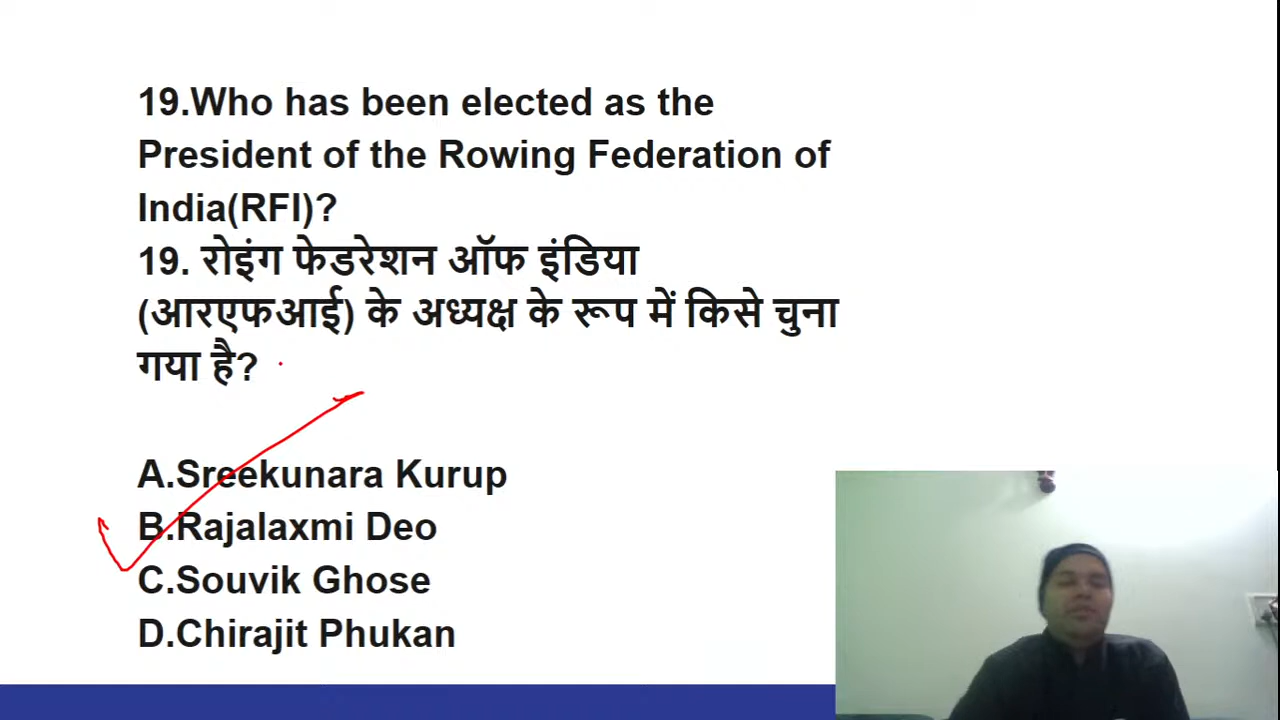 19.Who has been elected as the
President of the Rowing Federation of
India(RFI)?
19. रोइंग फेडरेशन ऑफ इंडिया
(आरएफआई) के अध्यक्ष के रूप में किसे चुना
गया है?
A.Sreekunara Kurup
B.Rajalaxmi Deo
C.Souvik Ghose
D.Chirajit Phukan